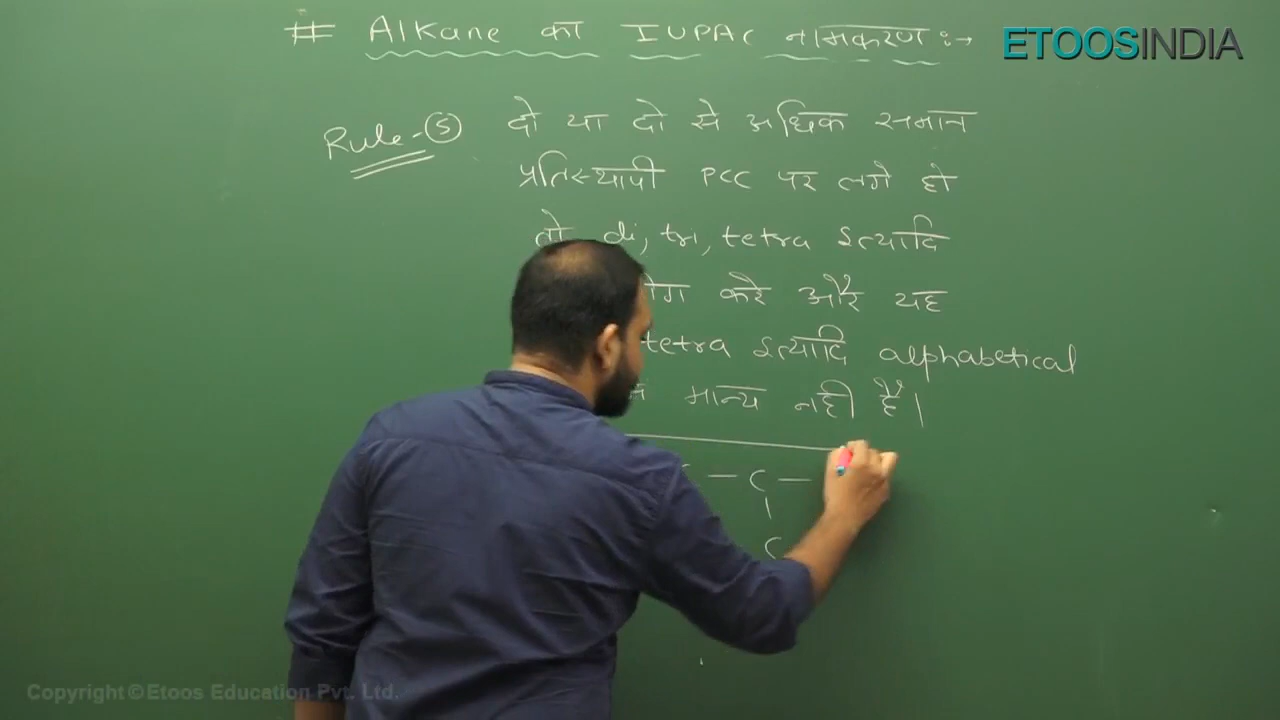 # Alkane का IUPAC नामकरण :→
ETOOSINDIA
Rule-⑤ दो या दो से अधिक समान
प्रतिस्थापी PCC पर लगे हो
तो di, tri, tetra इत्यादि
करे और यह
tetra इत्यादि alphabetical
मान्य नही है।
— C —
|
C
Copyright © Etoos Education Pvt. Ltd.